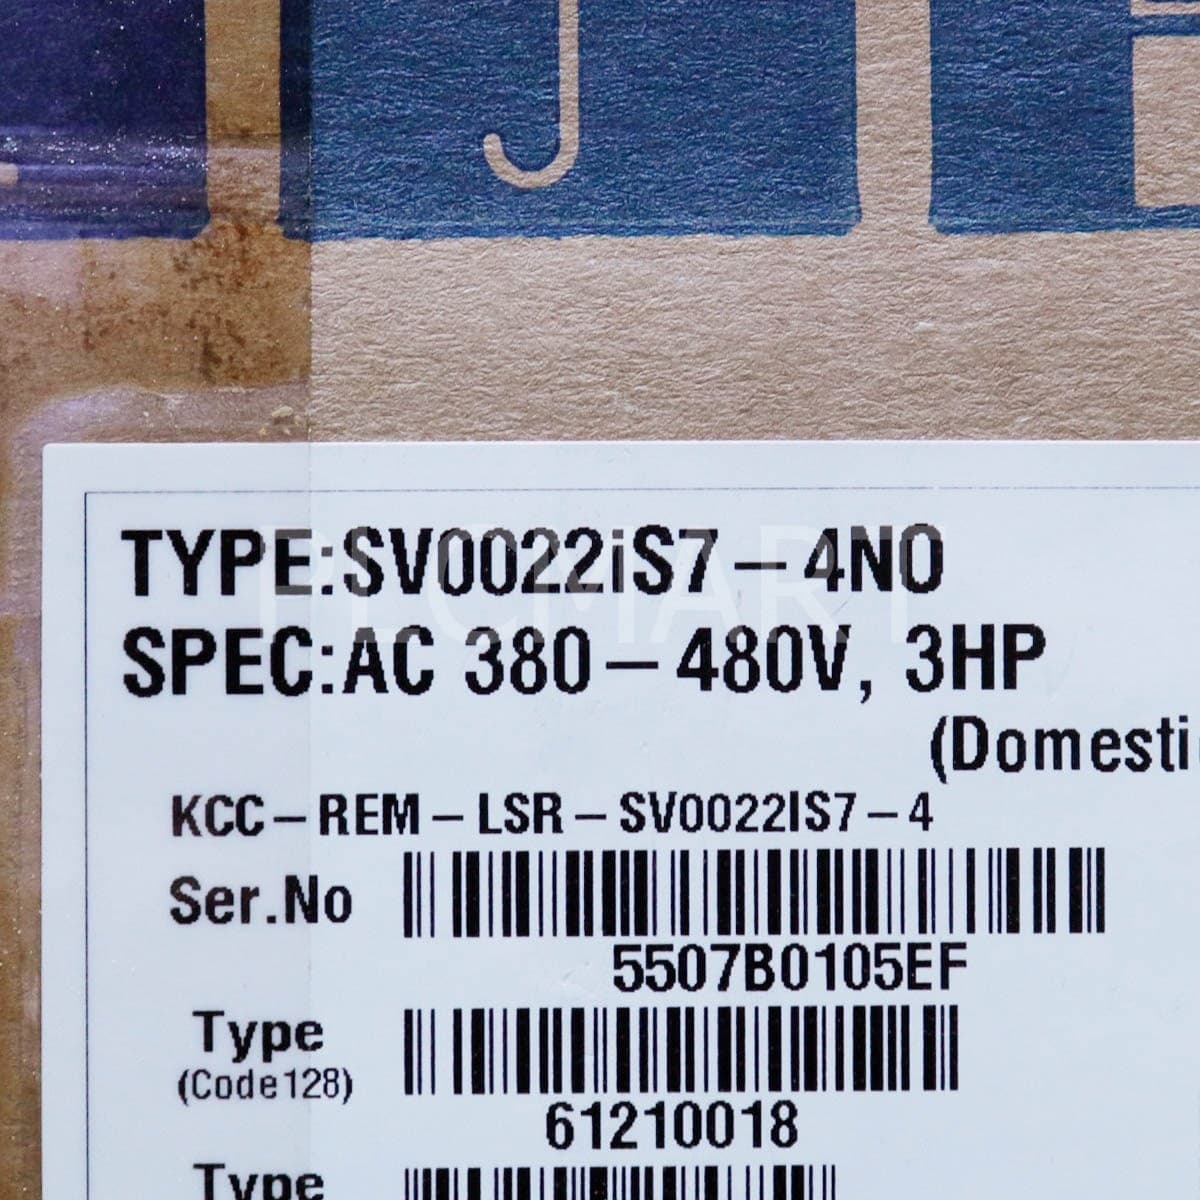 J
TYPE:SV0022iS7-4NO
SPEC:AC 380-480V, 3HP
(Domesti
KCC-REM-LSR-SV0022IS7-4
Ser.No
5507B0105EF
Type
(Code128)
61210018
Type
PLCMART